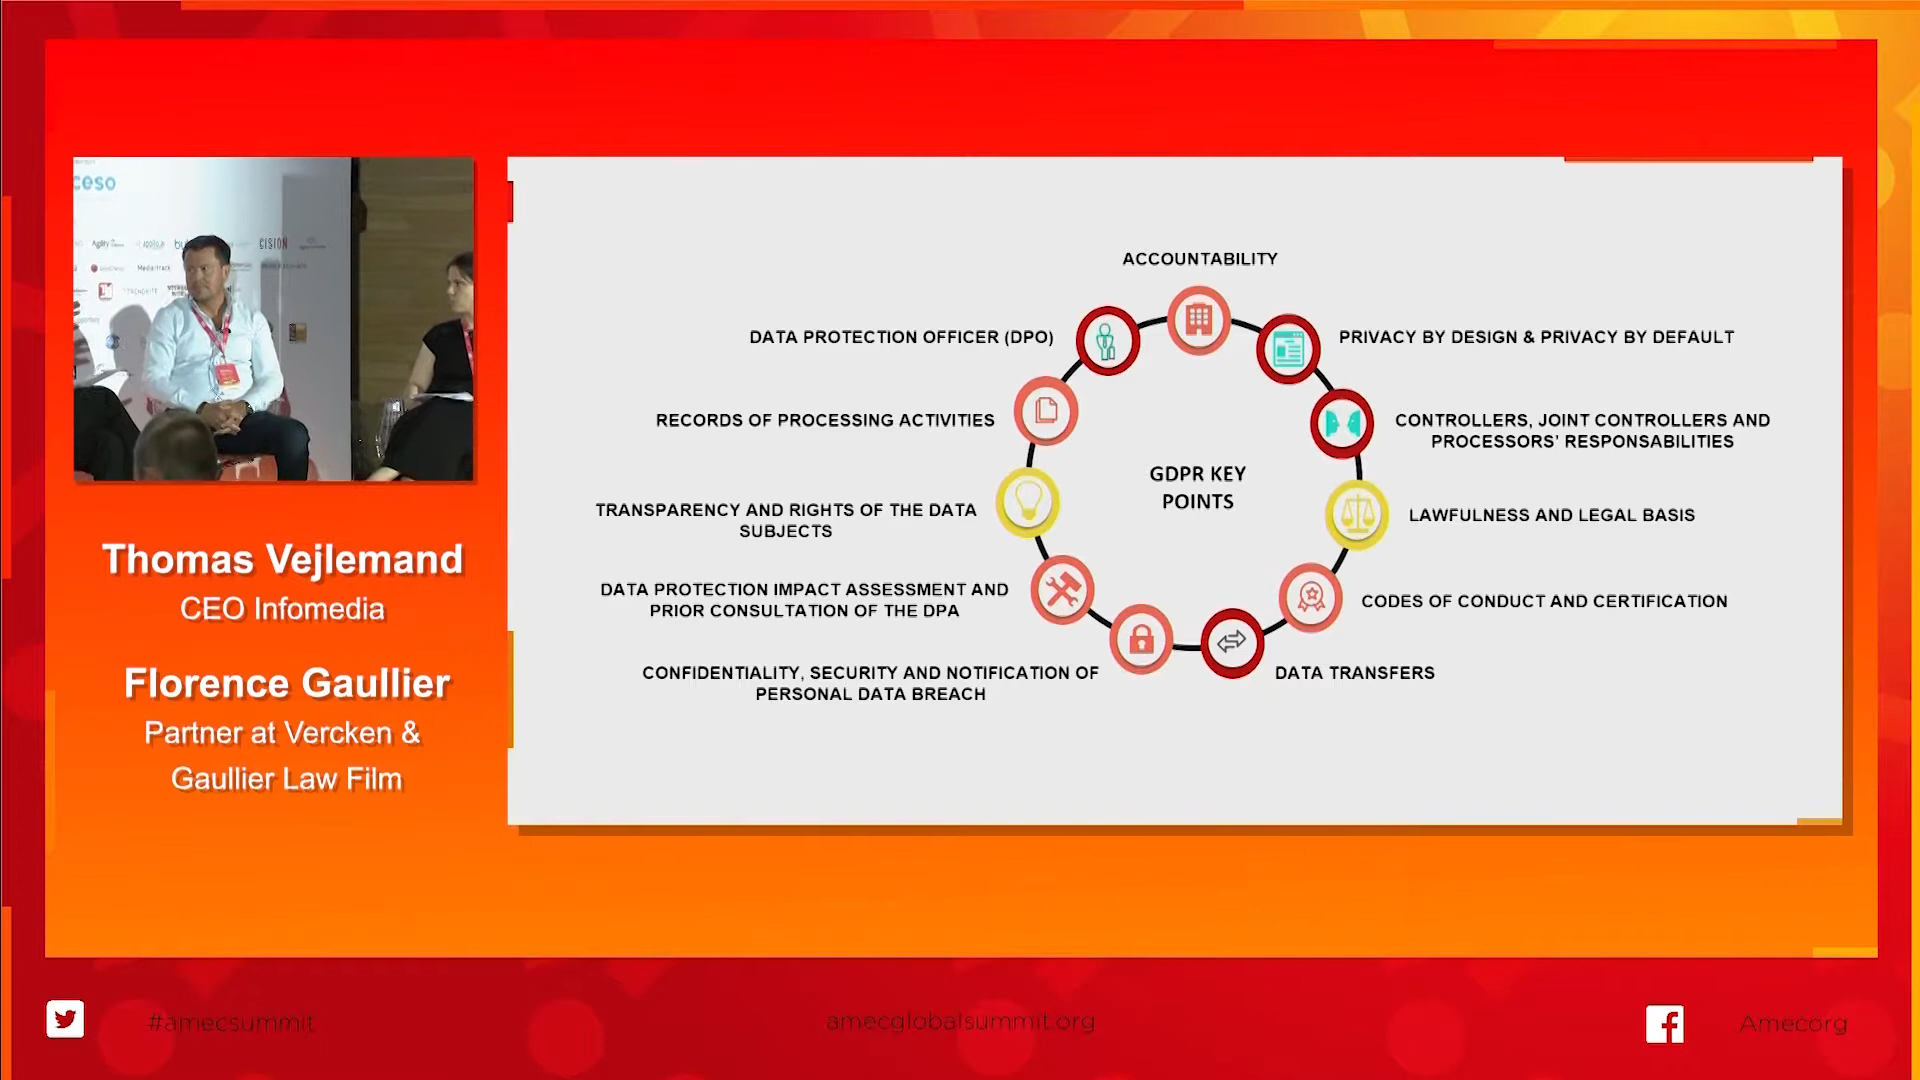 ceso
Agility
CISION
Mediatrack
Thomas Vejlemand
CEO Infomedia
Florence Gaullier
Partner at Vercken &
Gaullier Law Film
ACCOUNTABILITY
DATA PROTECTION OFFICER (DPO)
PRIVACY BY DESIGN & PRIVACY BY DEFAULT
RECORDS OF PROCESSING ACTIVITIES
CONTROLLERS, JOINT CONTROLLERS AND
PROCESSORS' RESPONSABILITIES
GDPR KEY
POINTS
TRANSPARENCY AND RIGHTS OF THE DATA
SUBJECTS
LAWFULNESS AND LEGAL BASIS
DATA PROTECTION IMPACT ASSESSMENT AND
PRIOR CONSULTATION OF THE DPA
CODES OF CONDUCT AND CERTIFICATION
CONFIDENTIALITY, SECURITY AND NOTIFICATION OF
PERSONAL DATA BREACH
DATA TRANSFERS
#amecsummit
amecglobalsummit.org
Amecorg